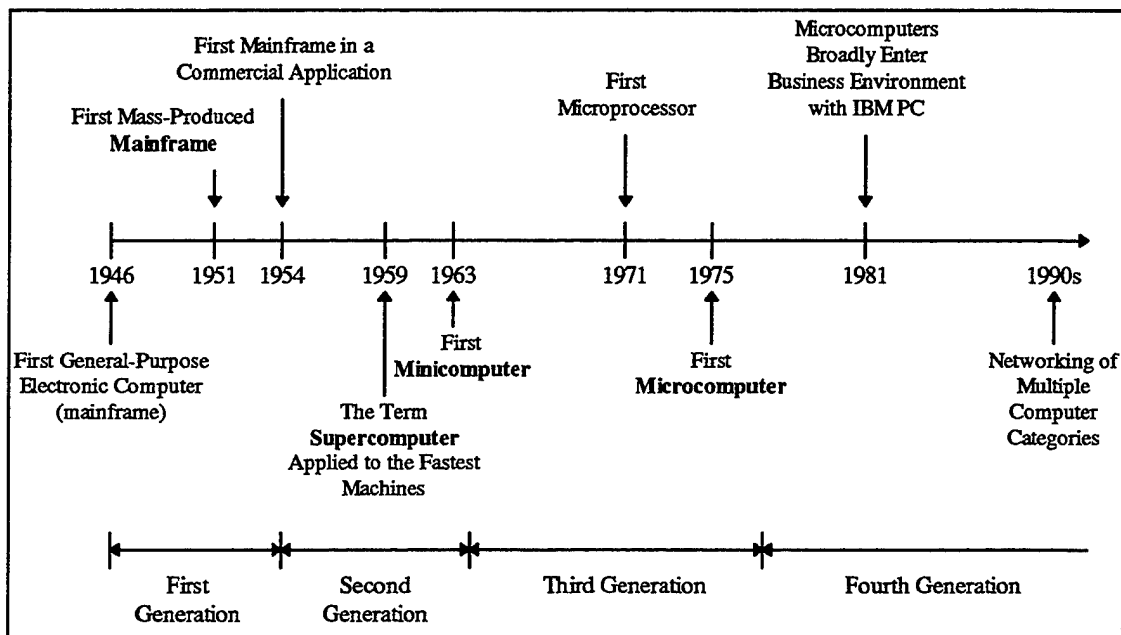 First Mainframe in a
Commercial Application
First Mass-Produced
Mainframe
First
Microprocessor
Microcomputers
Broadly Enter
Business Environment
with IBM PC
1946
1951
1954
1959
1963
1971
1975
1981
1990s
First General-Purpose
Electronic Computer
(mainframe)
The Term
Supercomputer
Applied to the Fastest
Machines
First
Minicomputer
First
Microcomputer
Networking of
Multiple
Computer
Categories
First
Generation
Second
Generation
Third Generation
Fourth Generation